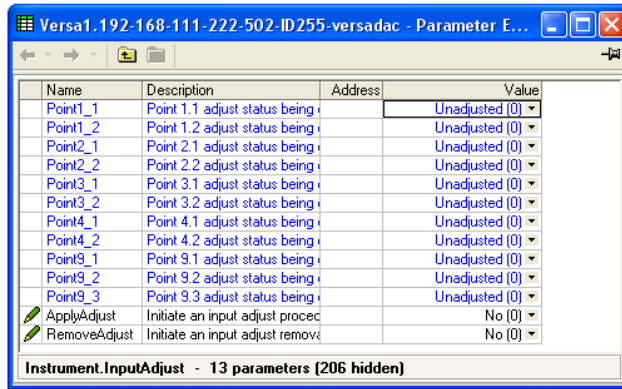 Versa1.192-168-111-222-502-ID255-versadac - Parameter E...
Name Description Address Value
Point1_1 Point 1.1 adjust status being Unadjusted (0)
Point1_2 Point 1.2 adjust status being Unadjusted (0)
Point2_1 Point 2.1 adjust status being Unadjusted (0)
Point2_2 Point 2.2 adjust status being Unadjusted (0)
Point3_1 Point 3.1 adjust status being Unadjusted (0)
Point3_2 Point 3.2 adjust status being Unadjusted (0)
Point4_1 Point 4.1 adjust status being Unadjusted (0)
Point4_2 Point 4.2 adjust status being Unadjusted (0)
Point9_1 Point 9.1 adjust status being Unadjusted (0)
Point9_2 Point 9.2 adjust status being Unadjusted (0)
Point9_3 Point 9.3 adjust status being Unadjusted (0)
ApplyAdjust Initiate an input adjust proced No (0)
RemoveAdjust Initiate an input adjust remova No (0)
Instrument.InputAdjust - 13 parameters (206 hidden)